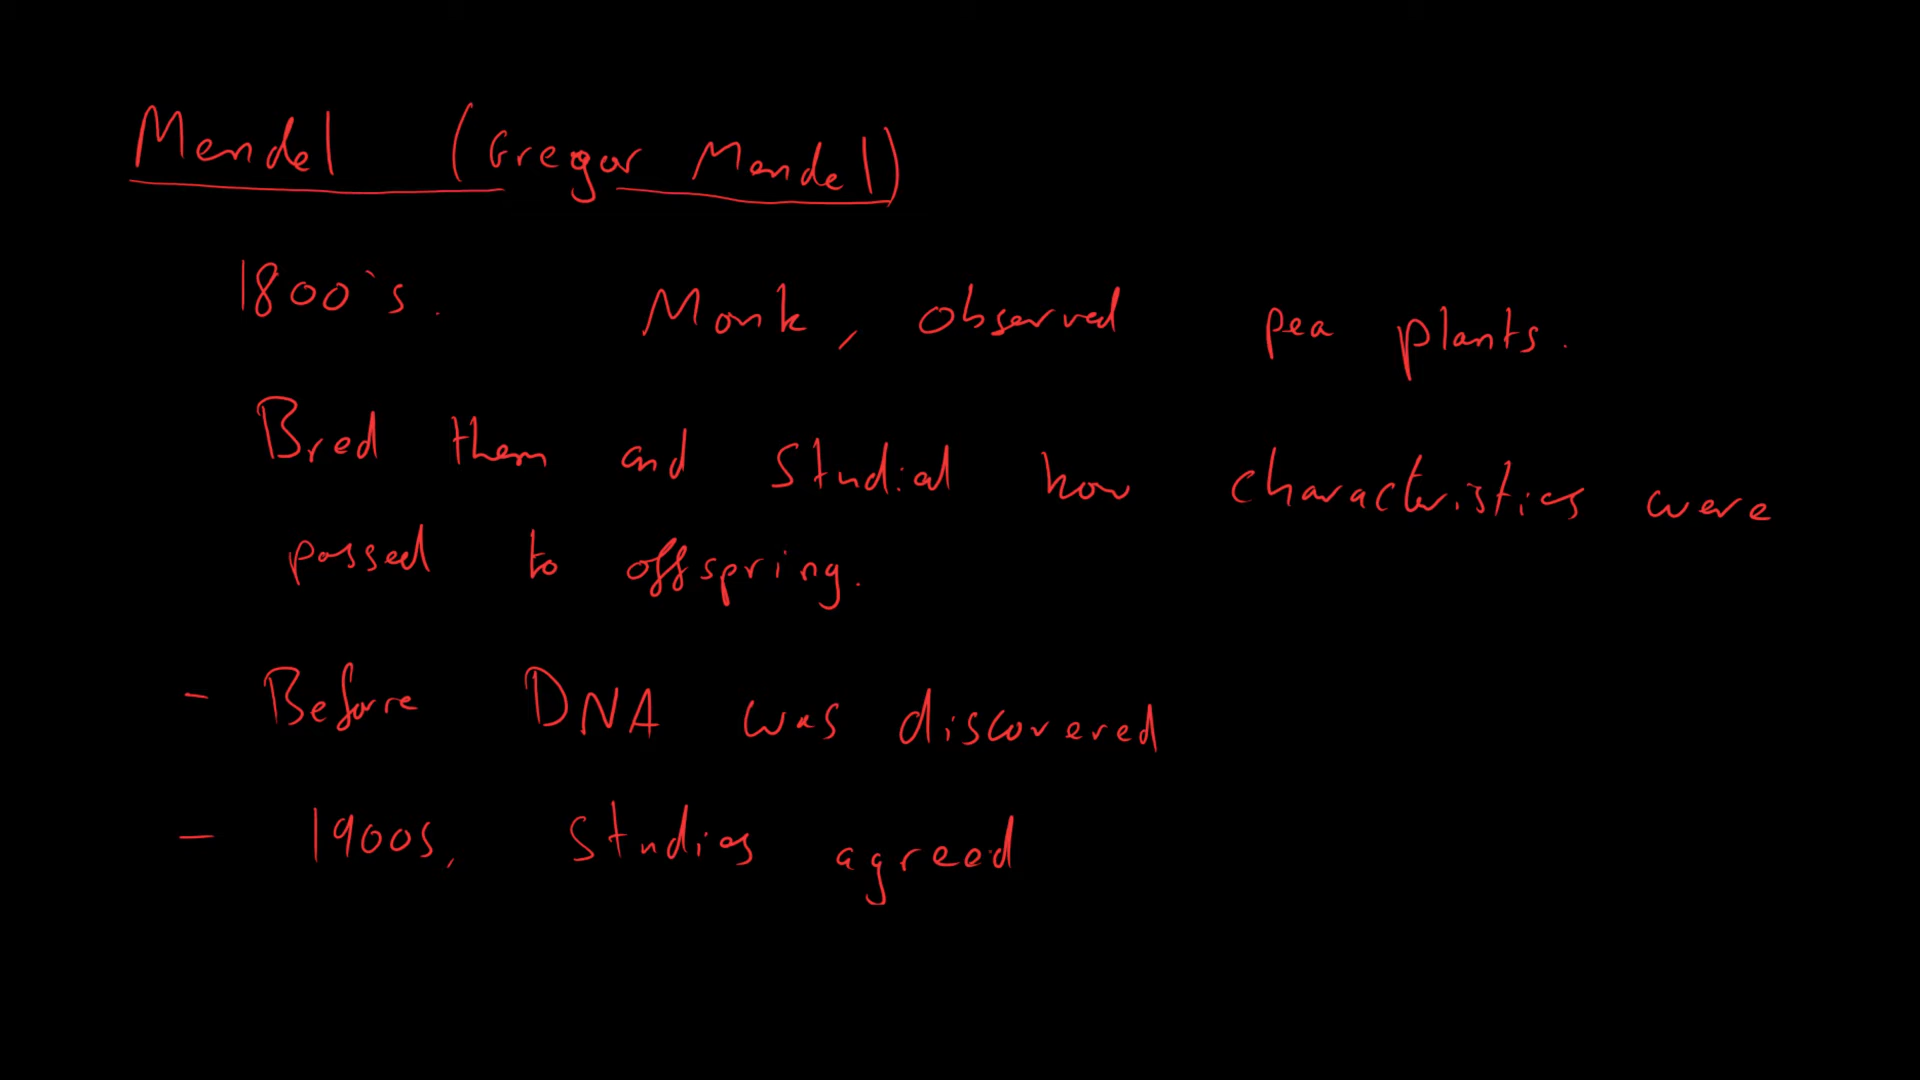 Mendel (Gregor Mendel)
1800's. Monk, observed pea plants.
Bred them and studied how characteristics were
passed to offspring.
- Before DNA was discovered
- 1900s, studies agreed